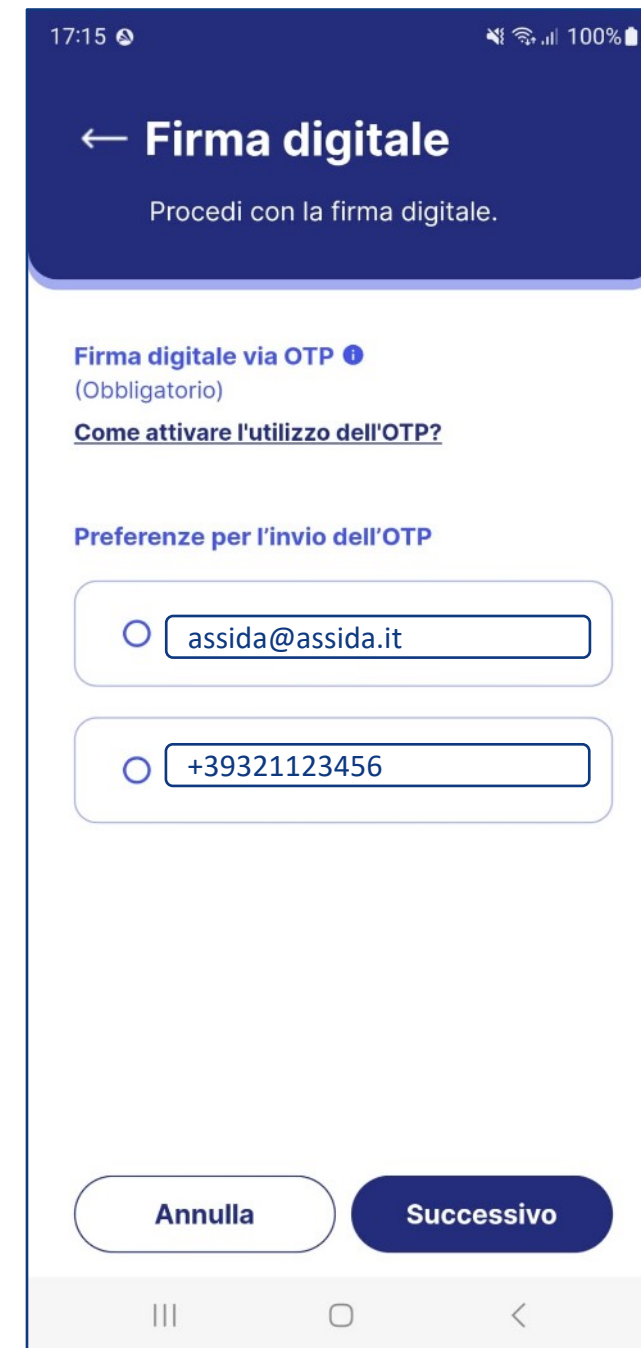 17:15 100%
← Firma digitale
Procedi con la firma digitale.
Firma digitale via OTP
(Obbligatorio)
Come attivare l'utilizzo dell'OTP?
Preferenze per l’invio dell’OTP
assida@assida.it
+39321123456
Annulla Successivo